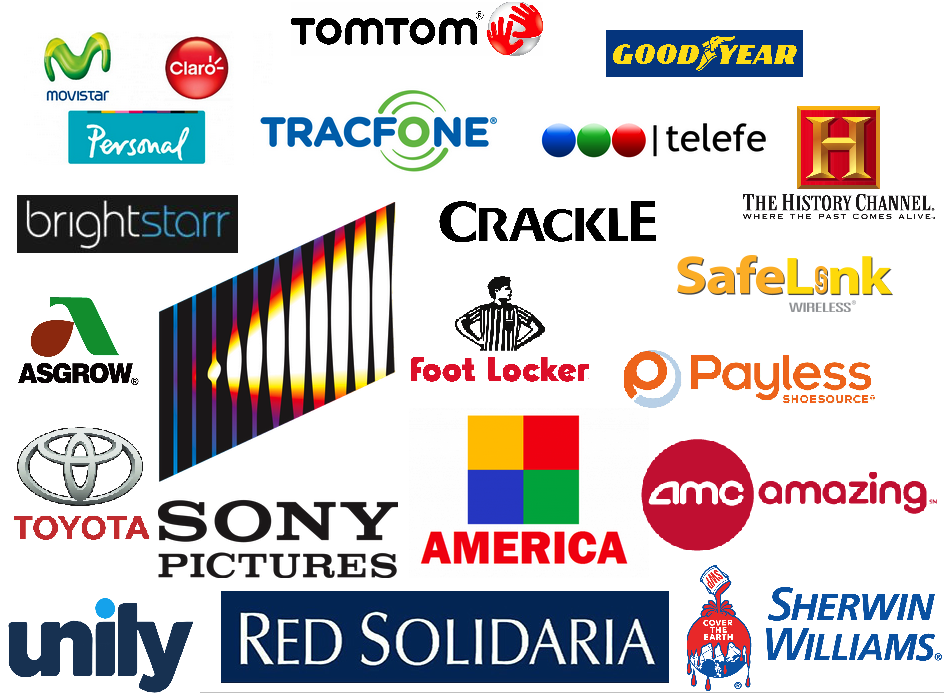 TOMTOM®
GOODYEAR
movistar
Claro
Personal
TRACFONE®
telefe
H
THE HISTORY CHANNEL.
WHERE THE PAST COMES ALIVE.
brightstarr
CRACKLE
SafeLink
WIRELESS®
ASGROW®
Foot Locker
Payless
SHOESOURCE
TOYOTA
SONY
PICTURES
AMERICA
amc amazing SM
unily
RED SOLIDARIA
SWP
COVER
THE
EARTH
®
SHERWIN
WILLIAMS®